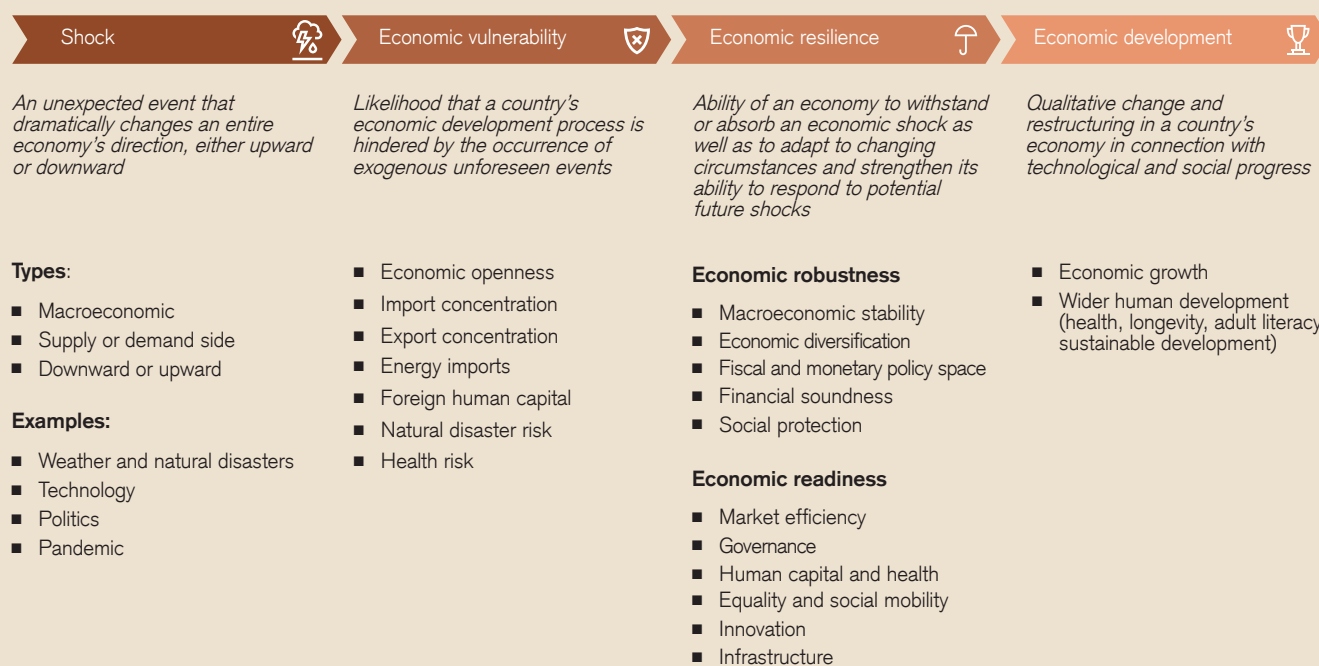 Shock
Economic vulnerability
Economic resilience
Economic development
An unexpected event that
dramatically changes an entire
economy's direction, either upward
or downward
Likelihood that a country's
economic development process is
hindered by the occurrence of
exogenous unforeseen events
Ability of an economy to withstand
or absorb an economic shock as
well as to adapt to changing
circumstances and strengthen its
ability to respond to potential
future shocks
Qualitative change and
restructuring in a country's
economy in connection with
technological and social progress
Types:
■ Macroeconomic
■ Supply or demand side
■ Downward or upward
Examples:
■ Weather and natural disasters
■ Technology
■ Politics
■ Pandemic
■ Economic openness
■ Import concentration
■ Export concentration
■ Energy imports
■ Foreign human capital
■ Natural disaster risk
■ Health risk
Economic robustness
■ Macroeconomic stability
■ Economic diversification
■ Fiscal and monetary policy space
■ Financial soundness
■ Social protection
Economic readiness
■ Market efficiency
■ Governance
■ Human capital and health
■ Equality and social mobility
■ Innovation
■ Infrastructure
■ Economic growth
■ Wider human development
(health, longevity, adult literacy
sustainable development)